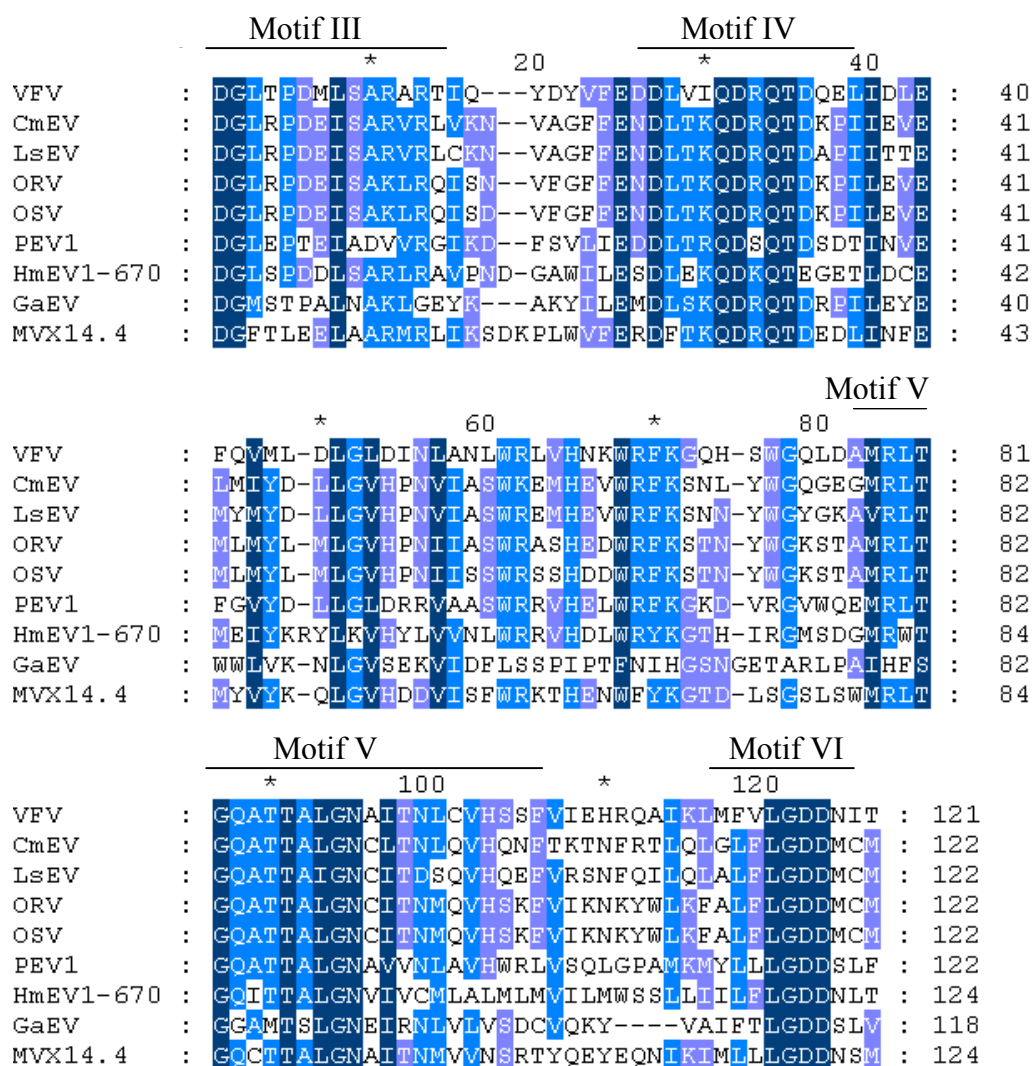 Motif III Motif IV
* 20 * 40
VFV : DGLTPDMLSARARTIQ---YDYVFEDDLVIQDRQTDQELIDLE : 40
CmEV : DGLRPDEISARVRLVKN--VAGFFENDLTKQDRQTDKPIIEVE : 41
LsEV : DGLRPDEISARVRLCKN--VAGFFENDLTKQDRQTDAPIITTE : 41
ORV : DGLRPDEISAKLRQISN--VFGFFENDLTKQDRQTDKPILEVE : 41
OSV : DGLRPDEISAKLRQISD--VFGFFENDLTKQDRQTDKPILEVE : 41
PEV1 : DGLEPTEIADVVRGIKD--FSVLIEDDLTRQDSQTDSDTINVE : 41
HmEV1-670 : DGLSPDDLSARLRAVPND-GAWILESDLEKQDKQTEGETLDCE : 42
GaEV : DGMSTPALNAKLGEYK---AKYILEMDLSKQDRQTDRPILEYE : 40
MVX14.4 : DGFTLEELAARMRLIKSDKPLWVFERDFTKQDRQTDEDLINFE : 43
Motif V
* 60 * 80
VFV : FQVML-DLGLDINLANLWRLVHNKWRFKGQH-SWGQLDAMRLT : 81
CmEV : LMIYD-LLGVHPNVIASWKEMHEVWRFKSNL-YWGQGEGMRLT : 82
LsEV : MYMYD-LLGVHPNVIASWREMHEVWRFKSNN-YWGYGKAVRLT : 82
ORV : MLMYL-MLGVHPNIIASWRASHEDWRFKSTN-YWGKSTAMRLT : 82
OSV : MLMYL-MLGVHPNIISSWRSSHDDWRFKSTN-YWGKSTAMRLT : 82
PEV1 : FGVYD-LLGLDRRVAASWRRVHELWRFKGKD-VRGVWQEMRLT : 82
HmEV1-670 : MEIYKRYLKVHYLVVNLWRRVHDLWRYKGTH-IRGMSDGMRWT : 84
GaEV : WWLVK-NLGVSEKVIDFLSSPIPTFNIHGSNGETARLPAIHFS : 82
MVX14.4 : MYVYK-QLGVHDDVISFWRKTHENWFYKGTD-LSGSLSWMRLT : 84
Motif V Motif VI
* 100 * 120
VFV : GQATTALGNAITNLCVHSSFVIEHRQAIKLMFVLGDDNIT : 121
CmEV : GQATTALGNCLTNLQVHQNFTKTNFRTLQLGLFLGDDMCM : 122
LsEV : GQATTAIGNCITDSQVHQEFVRSNFQILQLALFLGDDMCM : 122
ORV : GQATTALGNCITNMQVHSKFVIKNKYWLKFALFLGDDMCM : 122
OSV : GQATTALGNCITNMQVHSKFVIKNKYWLKFALFLGDDMCM : 122
PEV1 : GQATTALGNAVVNLAVHWRLVSQLGPAMKMYLLLGDDSLF : 122
HmEV1-670 : GQITTALGNVIVCMLALMLMVILMWSSLLIILFLGDDNLT : 124
GaEV : GGAMTSLGNEIRNLVLVSDCVQKY----VAIFTLGDDSLV : 118
MVX14.4 : GQCTTALGNAITNMVVNSRTYQEYEQNIKIMLLLGDDNSM : 124